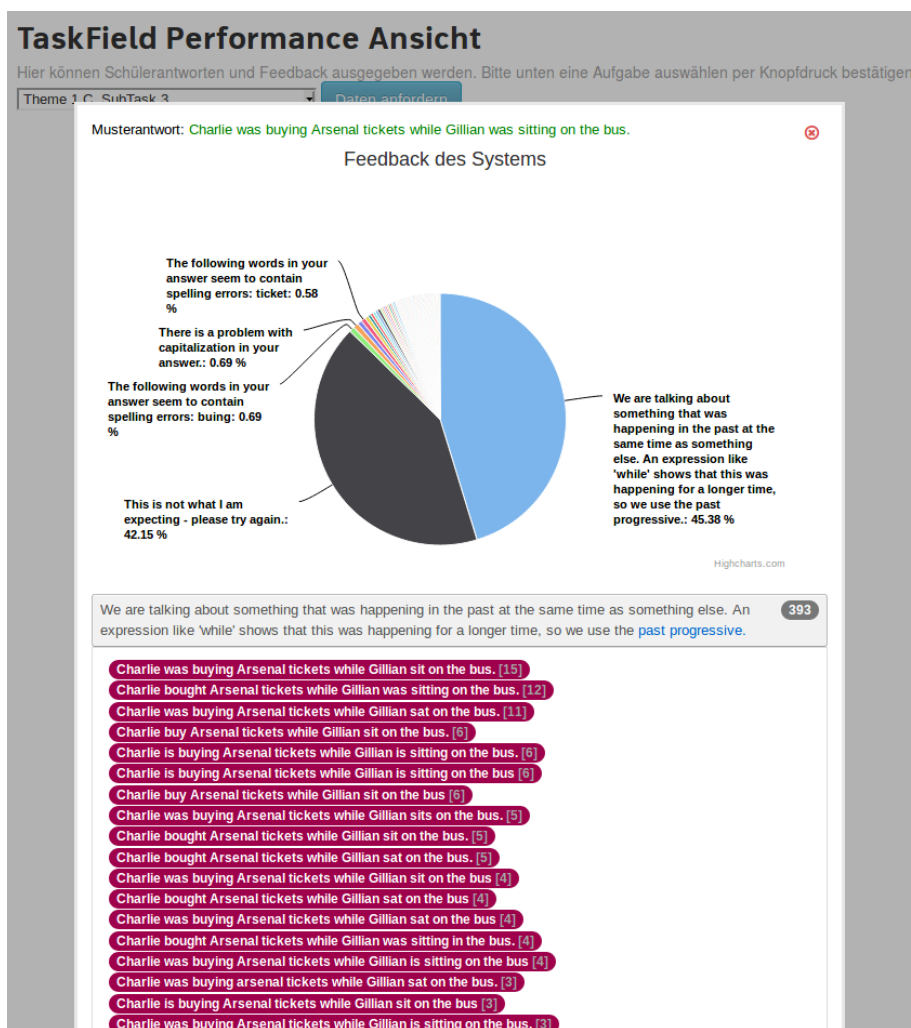 TaskField Performance Ansicht
Hier können Schülerantworten und Feedback ausgegeben werden. Bitte unten eine Aufgabe auswählen per Knopfdruck bestätigen
Theme 1 C, SubTask 3
Daten anfordern
Musterantwort: Charlie was buying Arsenal tickets while Gillian was sitting on the bus.
Feedback des Systems
The following words in your
answer seem to contain
spelling errors: ticket: 0.58
%
There is a problem with
capitalization in your
answer.: 0.69 %
The following words in your
answer seem to contain
spelling errors: buing: 0.69
%
We are talking about
something that was
happening in the past at the
same time as something
else. An expression like
'while' shows that this was
happening for a longer time,
so we use the past
progressive.: 45.38 %
This is not what I am
expecting - please try again.:
42.15 %
Highcharts.com
We are talking about something that was happening in the past at the same time as something else. An
expression like 'while' shows that this was happening for a longer time, so we use the past progressive.
393
Charlie was buying Arsenal tickets while Gillian sit on the bus. [15]
Charlie bought Arsenal tickets while Gillian was sitting on the bus. [12]
Charlie was buying Arsenal tickets while Gillian sat on the bus. [11]
Charlie buy Arsenal tickets while Gillian sit on the bus. [6]
Charlie is buying Arsenal tickets while Gillian is sitting on the bus. [6]
Charlie is buying Arsenal tickets while Gillian is sitting on the bus [6]
Charlie buy Arsenal tickets while Gillian sit on the bus [6]
Charlie was buying Arsenal tickets while Gillian sits on the bus. [5]
Charlie bought Arsenal tickets while Gillian sit on the bus. [5]
Charlie bought Arsenal tickets while Gillian sat on the bus. [5]
Charlie was buying Arsenal tickets while Gillian sit on the bus [4]
Charlie bought Arsenal tickets while Gillian sat on the bus [4]
Charlie was buying Arsenal tickets while Gillian sat on the bus [4]
Charlie bought Arsenal tickets while Gillian was sitting in the bus. [4]
Charlie was buying Arsenal tickets while Gillian is sitting on the bus [4]
Charlie was buying arsenal tickets while Gillian sat on the bus. [3]
Charlie is buying Arsenal tickets while Gillian sit on the bus [3]
Charlie was buying Arsenal tickets while Gillian is sitting on the bus. [3]